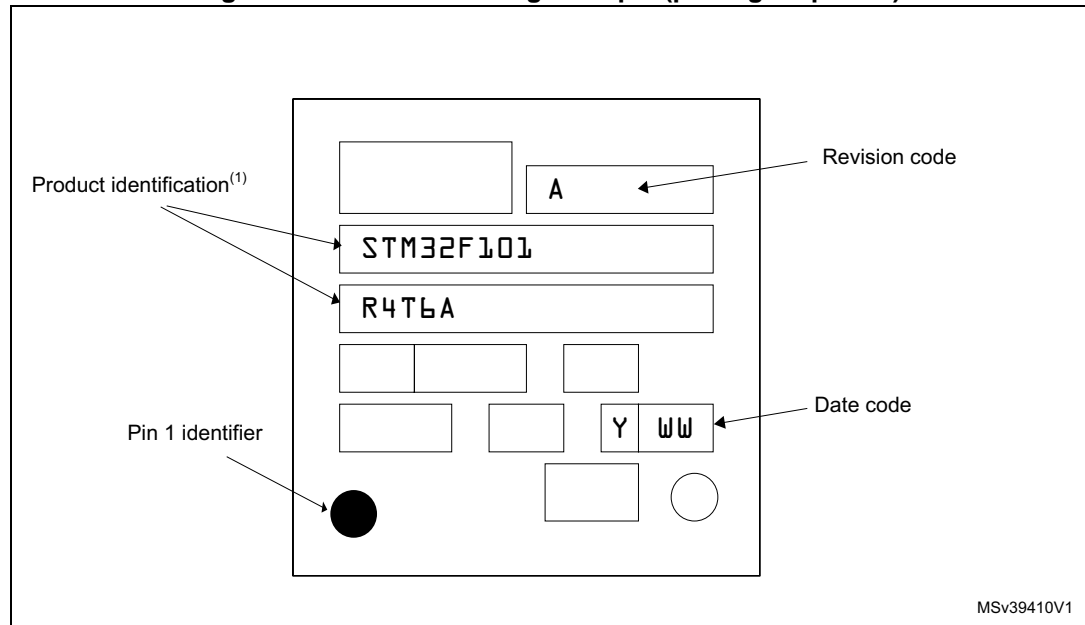 Revision code
A
Product identification(1)
STM32F101
R4T6A
Date code
Y WW
Pin 1 identifier
MSv39410V1